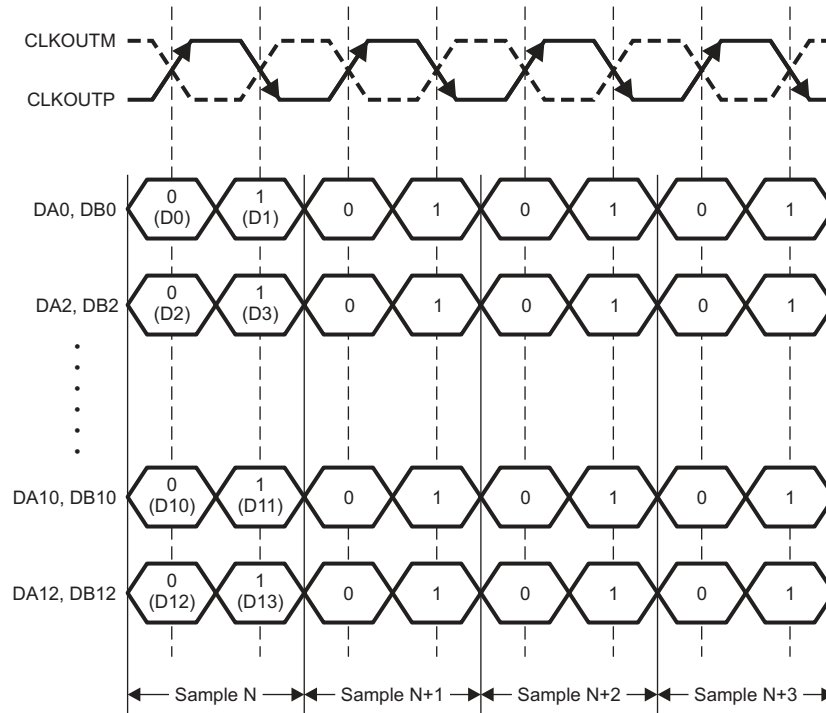 CLKOUTM
CLKOUTP
DA0, DB0
0
(D0)
1
(D1)
0
1
0
1
0
1
DA2, DB2
0
(D2)
1
(D3)
0
1
0
1
0
1
DA10, DB10
0
(D10)
1
(D11)
0
1
0
1
0
1
DA12, DB12
0
(D12)
1
(D13)
0
1
0
1
0
1
Sample N
Sample N+1
Sample N+2
Sample N+3